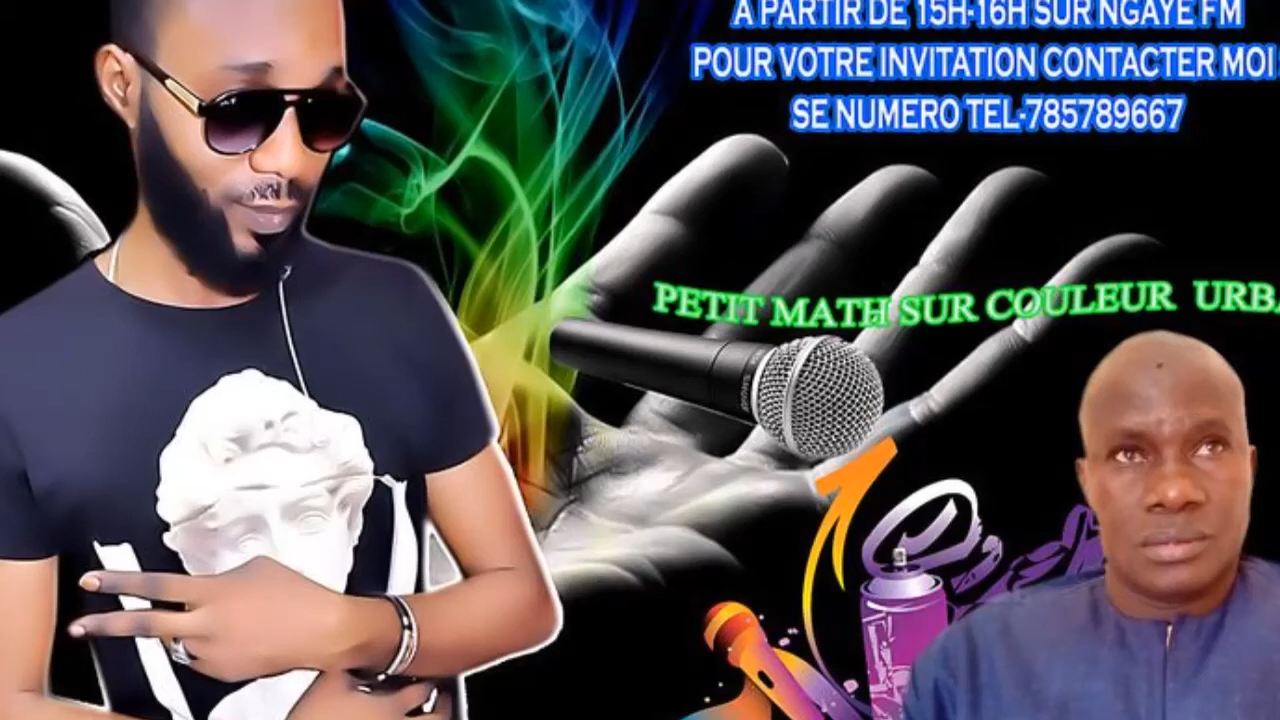 A PARTIR DE 15H-16H SUR NGAYE FM
POUR VOTRE INVITATION CONTACTER MOI
SE NUMERO TEL-785789667
PETIT MATH SUR COULEUR URBA